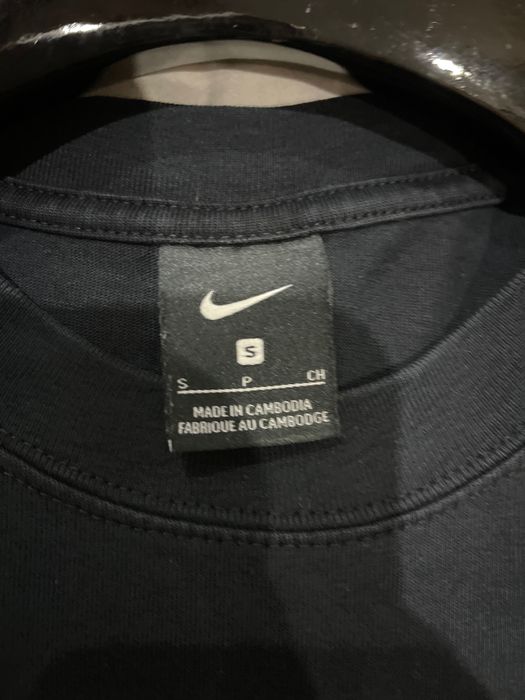 S
S P CH
MADE IN CAMBODIA
FABRIQUE AU CAMBODGE